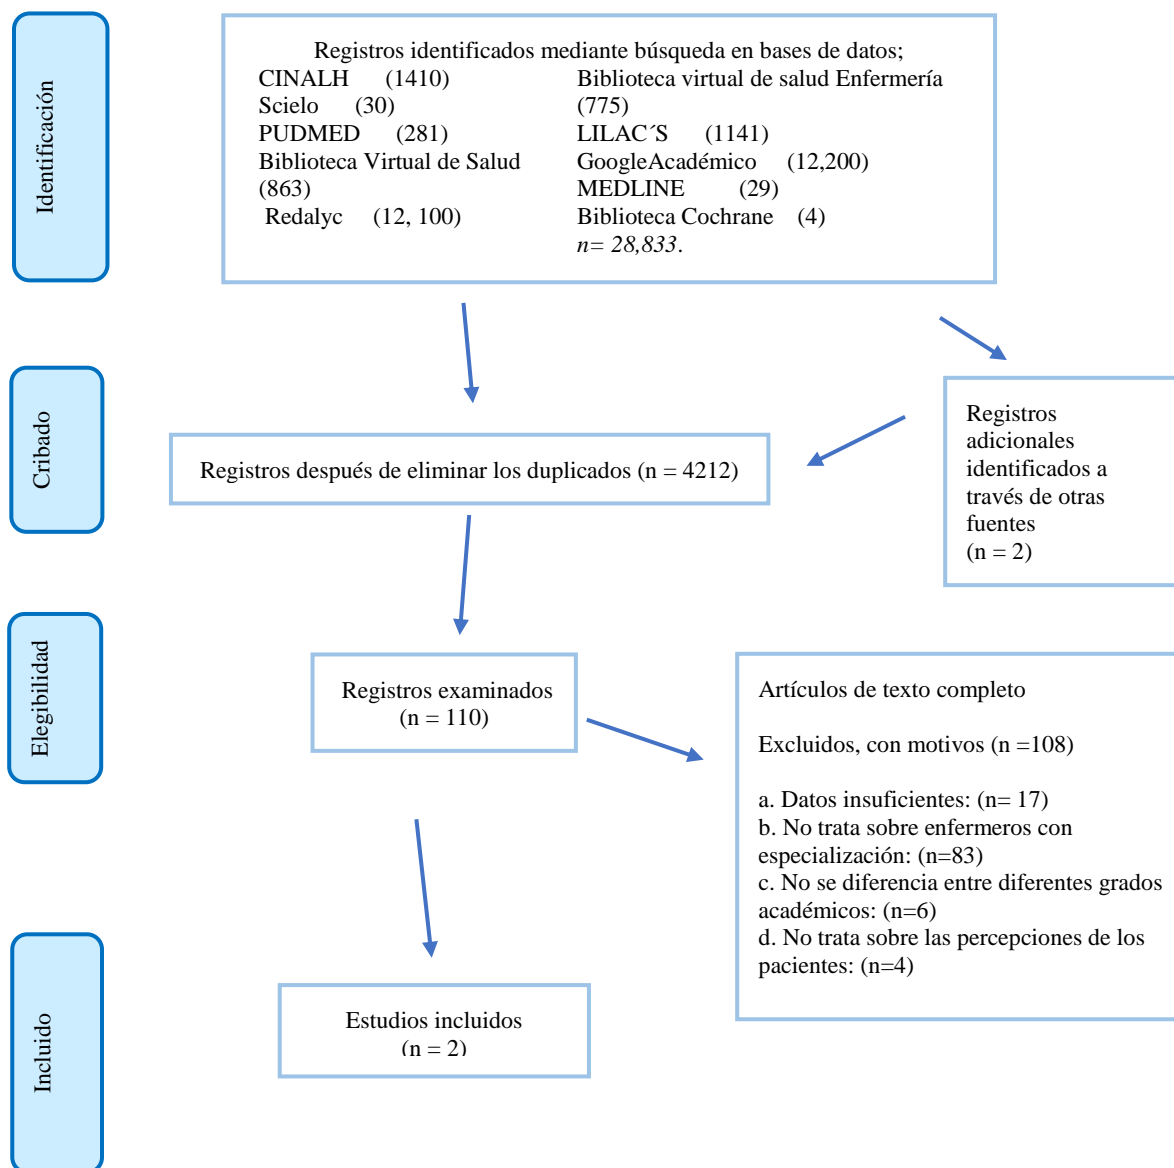 Identificación
Registros identificados mediante búsqueda en bases de datos;
CINALH (1410)
Scielo (30)
PUDMED (281)
Biblioteca Virtual de Salud
(863)
Redalyc (12, 100)
Biblioteca virtual de salud Enfermería
(775)
LILAC´S (1141)
GoogleAcadémico (12,200)
MEDLINE (29)
Biblioteca Cochrane (4)
n= 28,833.
Cribado
Registros después de eliminar los duplicados (n = 4212)
Registros
adicionales
identificados a
través de otras
fuentes
(n = 2)
Elegibilidad
Registros examinados
(n = 110)
Artículos de texto completo
Excluidos, con motivos (n =108)
a. Datos insuficientes: (n= 17)
b. No trata sobre enfermeros con
especialización: (n=83)
c. No se diferencia entre diferentes grados
académicos: (n=6)
d. No trata sobre las percepciones de los
pacientes: (n=4)
Incluido
Estudios incluidos
(n = 2)